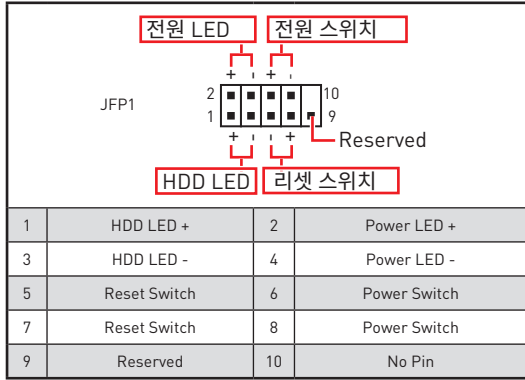 전원 LED 전원 스위치
+ - + -
JFP1
2 10
1 9
+ - - +
Reserved
HDD LED 리셋 스위치
1 HDD LED + 2 Power LED +
3 HDD LED - 4 Power LED -
5 Reset Switch 6 Power Switch
7 Reset Switch 8 Power Switch
9 Reserved 10 No Pin